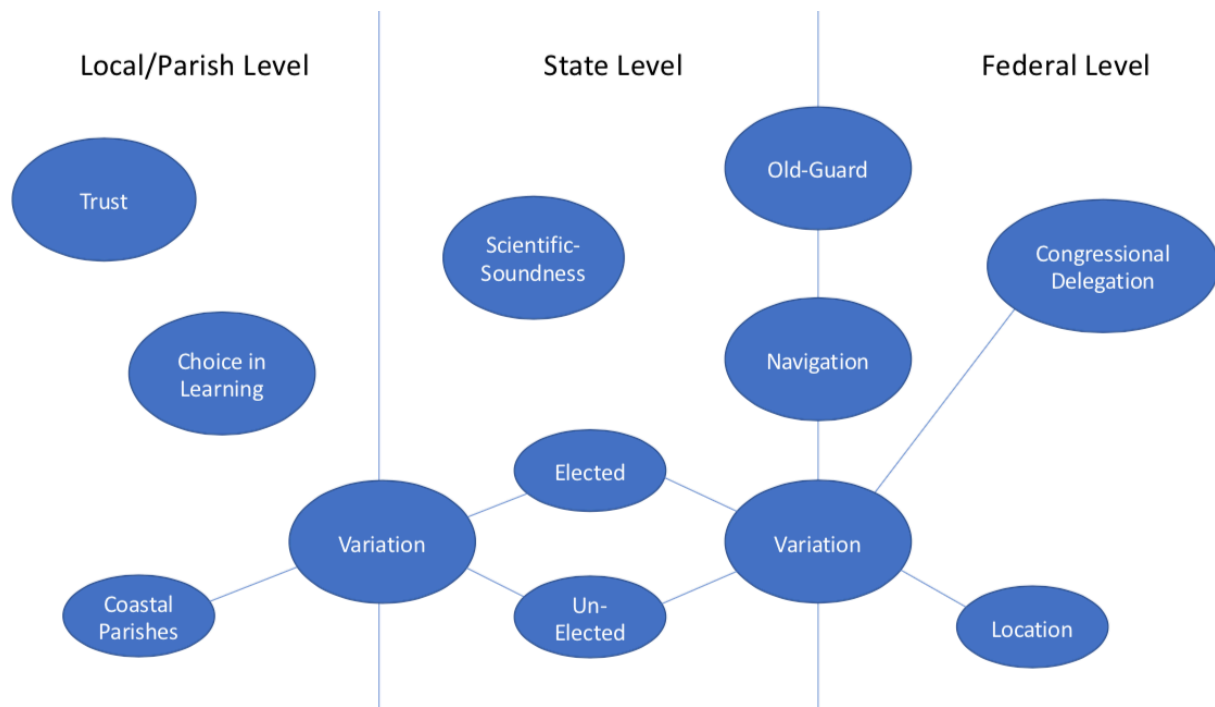 Local/Parish Level
State Level
Federal Level
Trust
Choice in
Learning
Coastal
Parishes
Variation
Scientific-
Soundness
Elected
Un-
Elected
Old-Guard
Navigation
Variation
Congressional
Delegation
Location